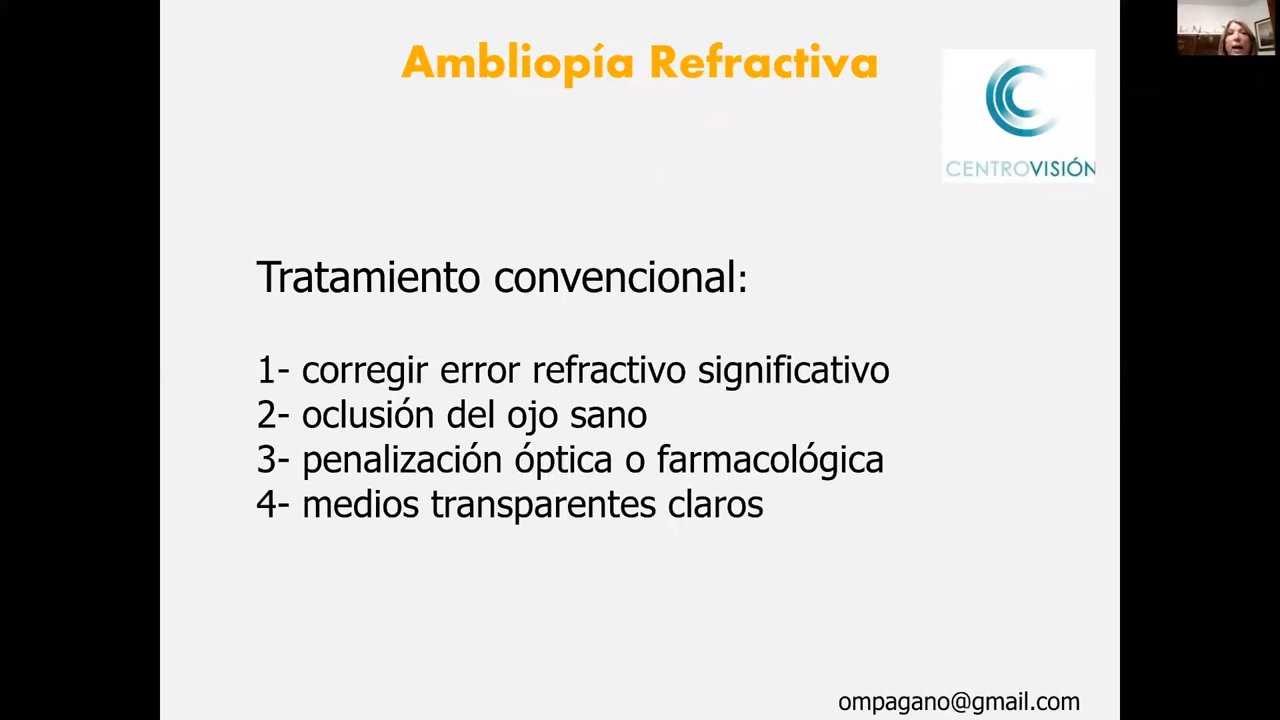 Ambliopía Refractiva
CENTROVISIÓN
Tratamiento convencional:
1- corregir error refractivo significativo
2- oclusión del ojo sano
3- penalización óptica o farmacológica
4- medios transparentes claros
ompagano@gmail.com